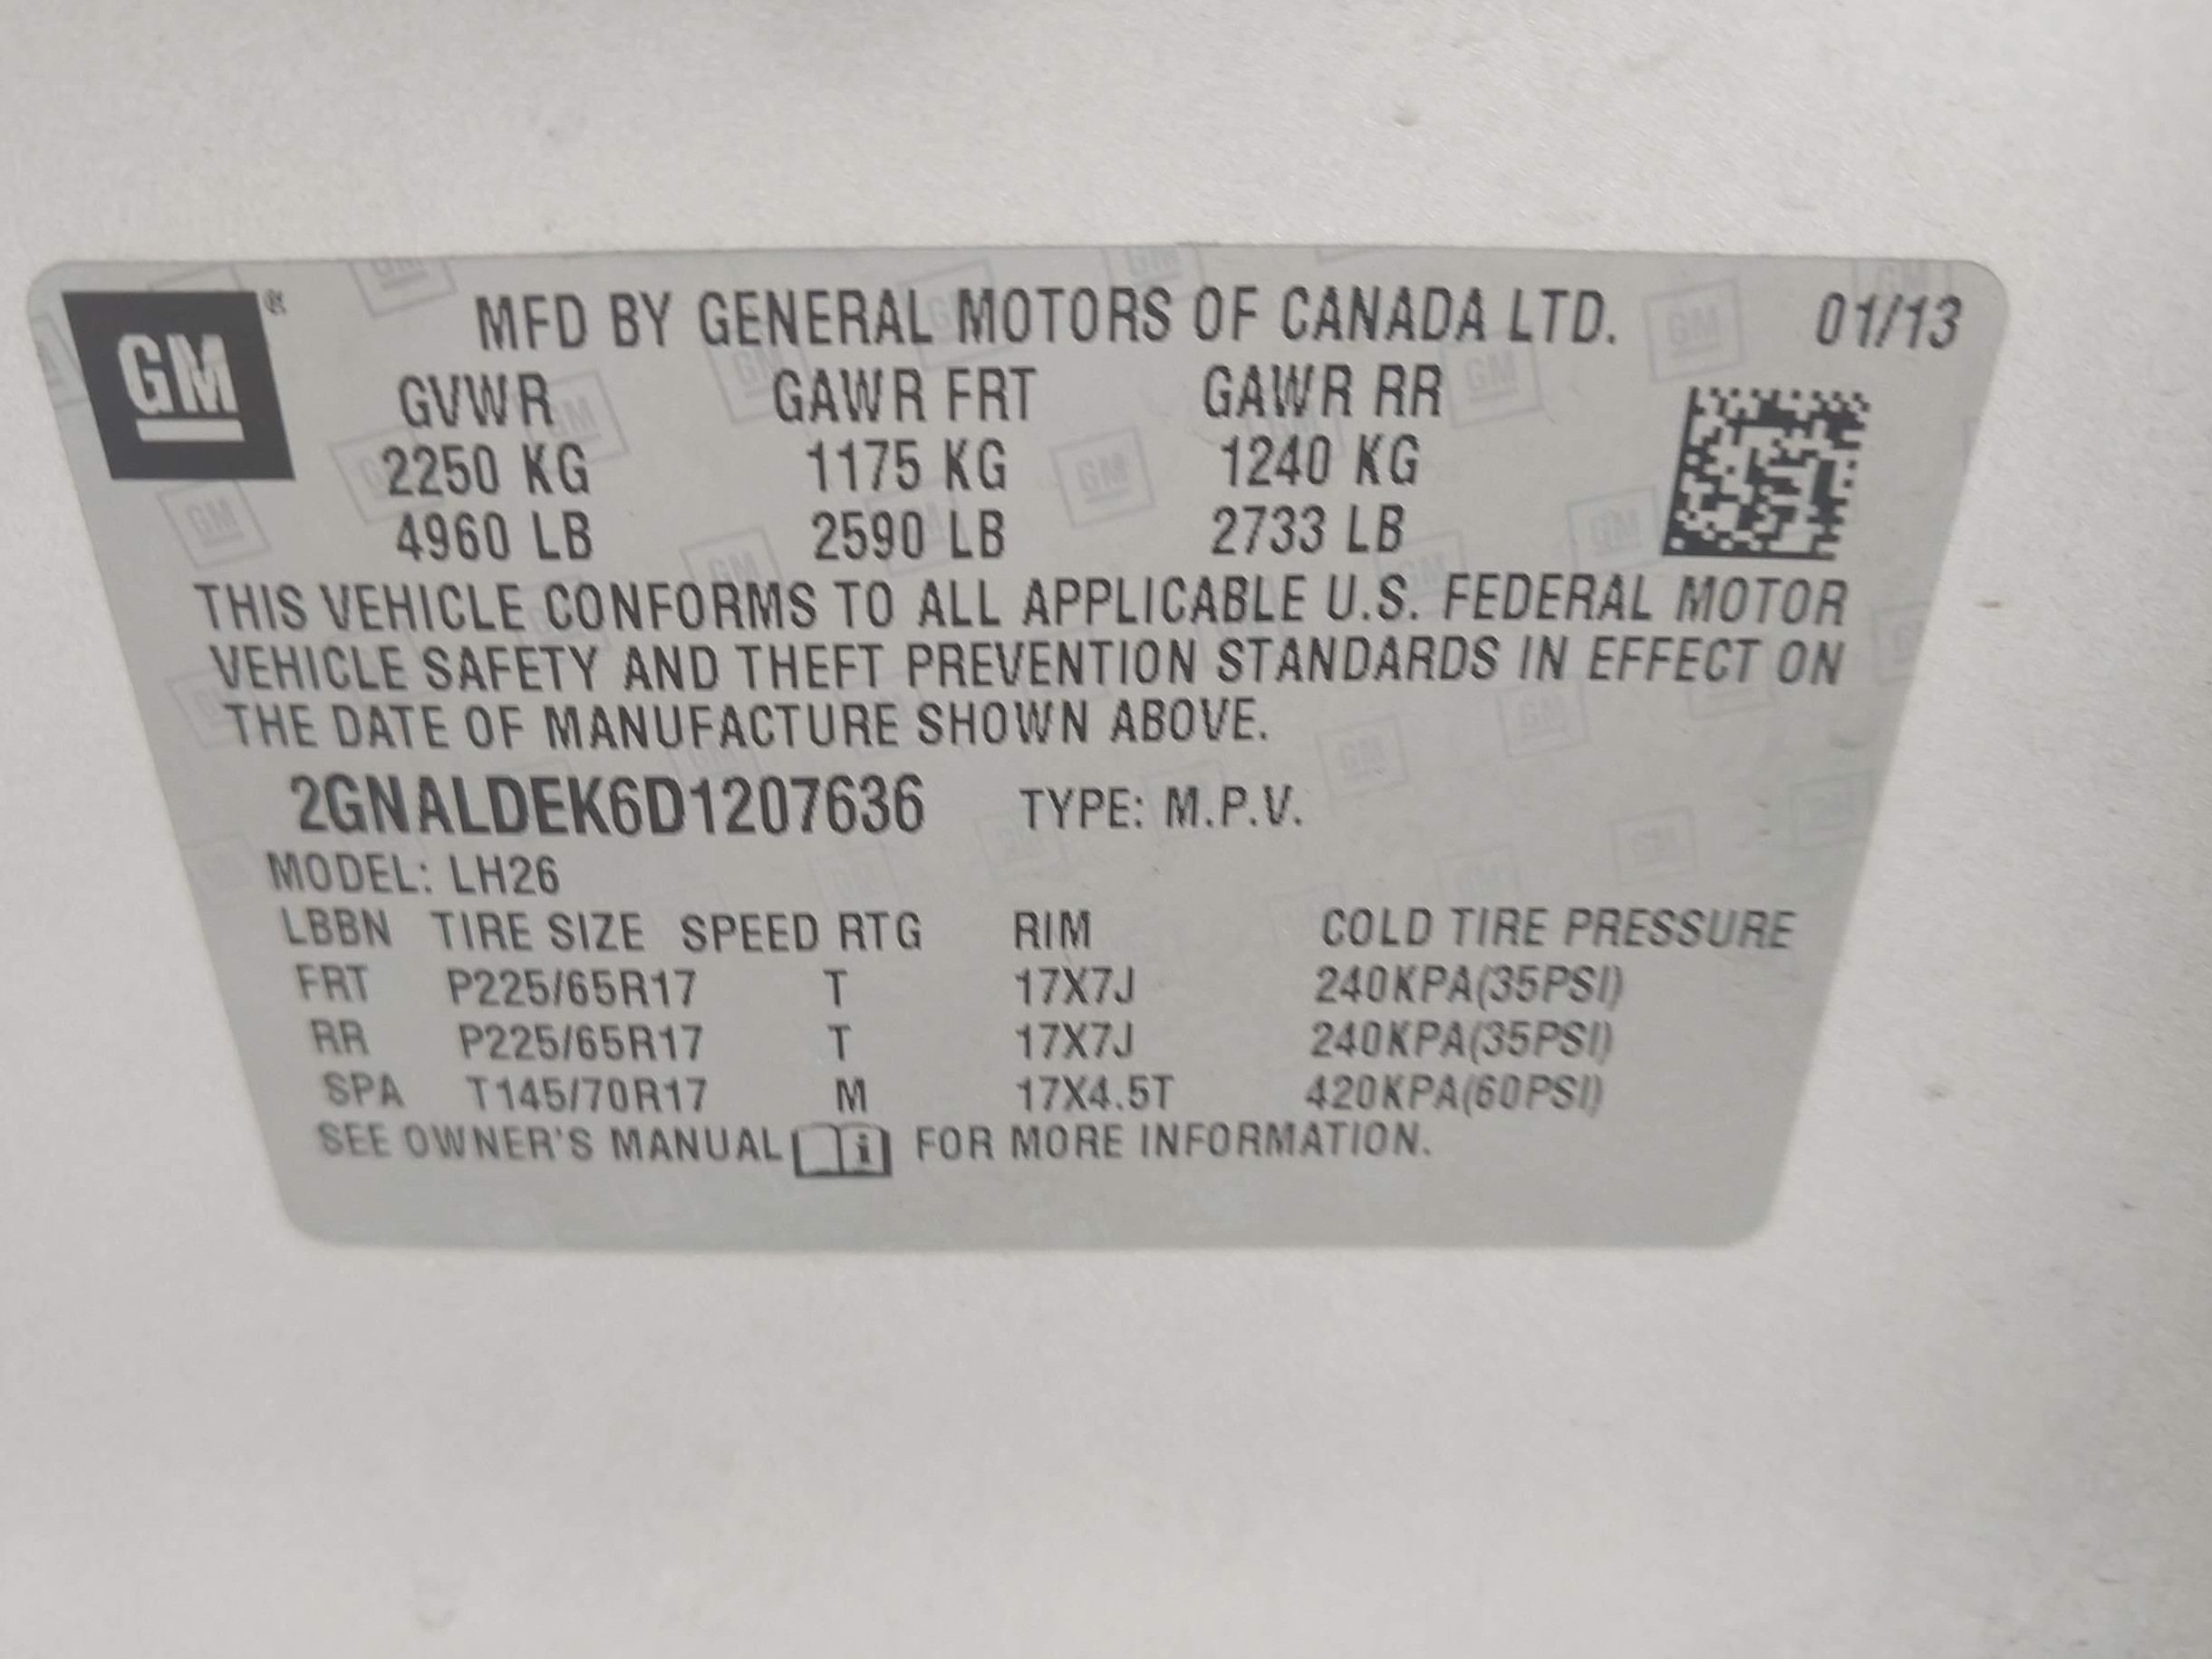 GM ®
MFD BY GENERAL MOTORS OF CANADA LTD. 01/13
GVWR GAWR FRT GAWR RR
2250 KG 1175 KG 1240 KG
4960 LB 2590 LB 2733 LB
THIS VEHICLE CONFORMS TO ALL APPLICABLE U.S. FEDERAL MOTOR
VEHICLE SAFETY AND THEFT PREVENTION STANDARDS IN EFFECT ON
THE DATE OF MANUFACTURE SHOWN ABOVE.
2GNALDEK6D1207636 TYPE: M.P.V.
MODEL: LH26
LBBN TIRE SIZE SPEED RTG RIM COLD TIRE PRESSURE
FRT P225/65R17 T 17X7J 240KPA(35PSI)
RR P225/65R17 T 17X7J 240KPA(35PSI)
SPA T145/70R17 M 17X4.5T 420KPA(60PSI)
SEE OWNER'S MANUAL i FOR MORE INFORMATION.